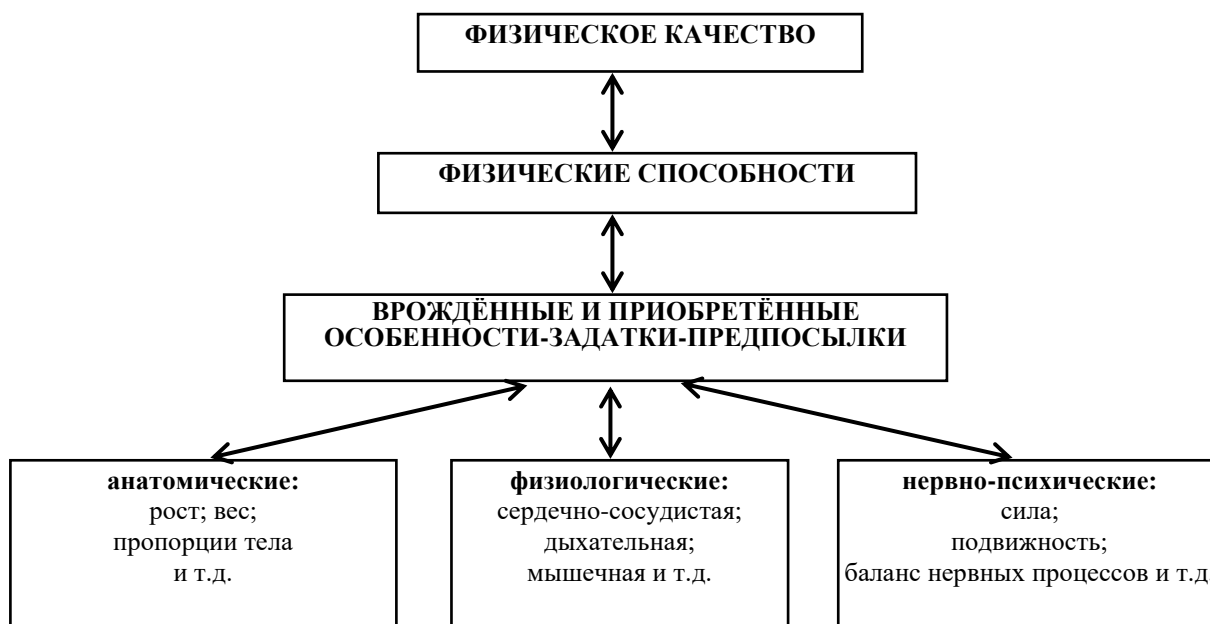 ФИЗИЧЕСКОЕ КАЧЕСТВО
ФИЗИЧЕСКИЕ СПОСОБНОСТИ
ВРОЖДЁННЫЕ И ПРИОБРЕТЁННЫЕ
ОСОБЕННОСТИ-ЗАДАТКИ-ПРЕДПОСЫЛКИ
анатомические:
рост; вес;
пропорции тела
и т.д.
физиологические:
сердечно-сосудистая;
дыхательная;
мышечная и т.д.
нервно-психические:
сила;
подвижность;
баланс нервных процессов и т.д.